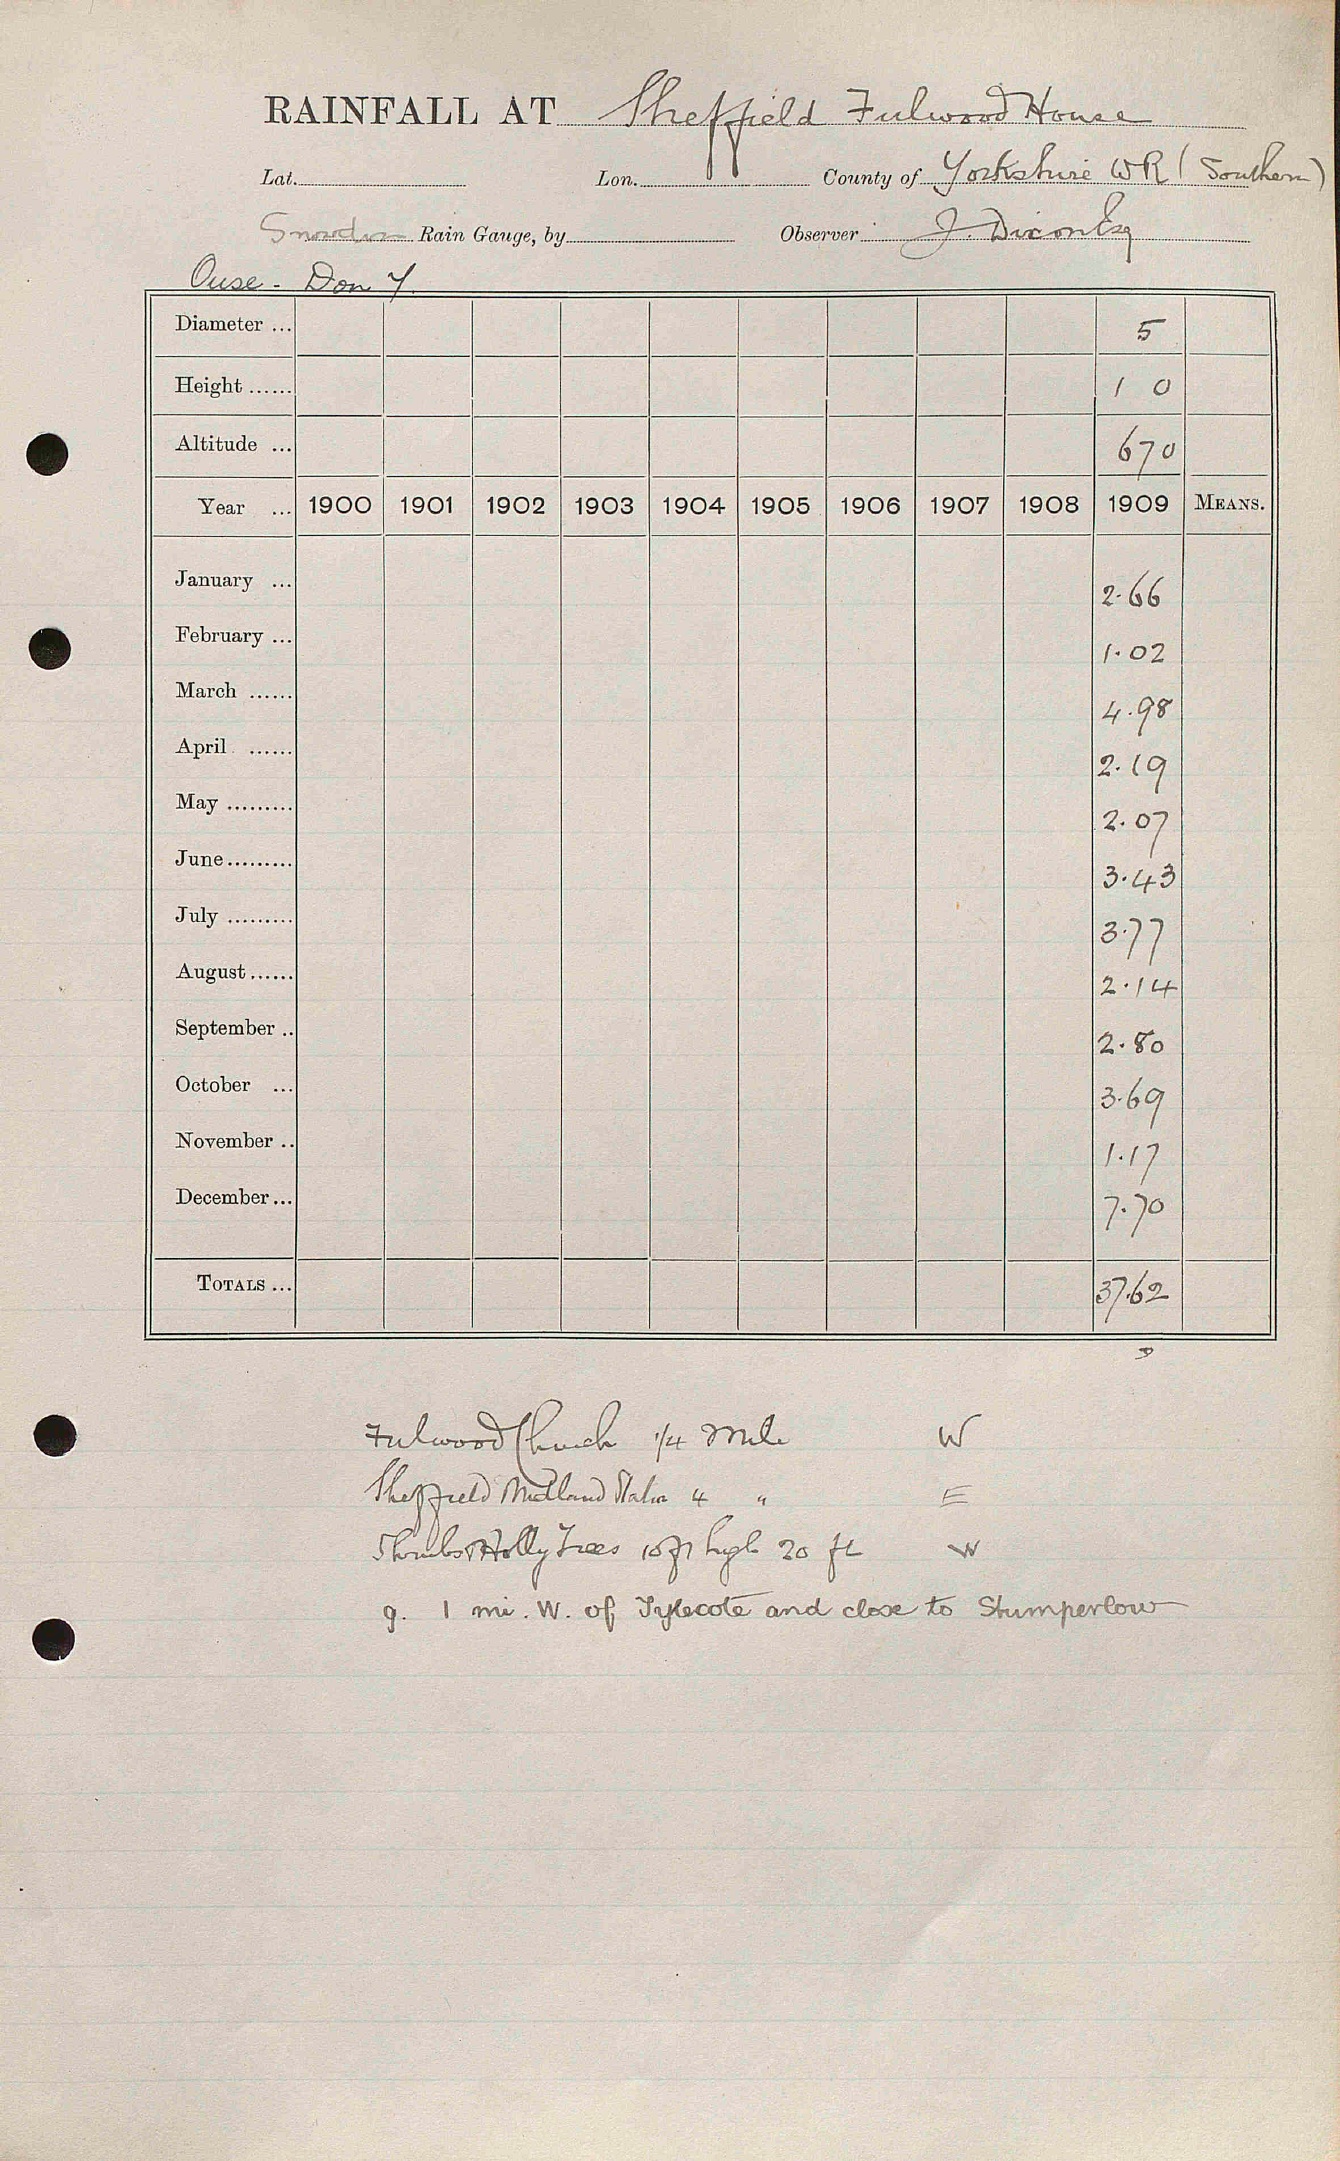 RAINFALL AT Sheffield Fulwood House
Lat. Lon. County of Yorkshire WR (Southern)
Snowdon Rain Gauge, by Observer J. Dixon Esq
Ouse - Don Y.
Diameter ... 5
Height ...... 1 0
Altitude ... 670
Year ... 1900 1901 1902 1903 1904 1905 1906 1907 1908 1909 MEANS.
January ... 2.66
February ... 1.02
March ...... 4.98
April ...... 2.19
May ......... 2.07
June ......... 3.43
July ......... 3.77
August ...... 2.14
September .. 2.80
October ... 3.69
November .. 1.17
December ... 7.70
TOTALS ... 37.62
Fulwood Church 1/4 Mile W
Sheffield Midland Station 4 " E
Shrubs & Holly Trees 10 ft high 20 ft W
g. 1 mi. W. of Tylecote and close to Stumperlow